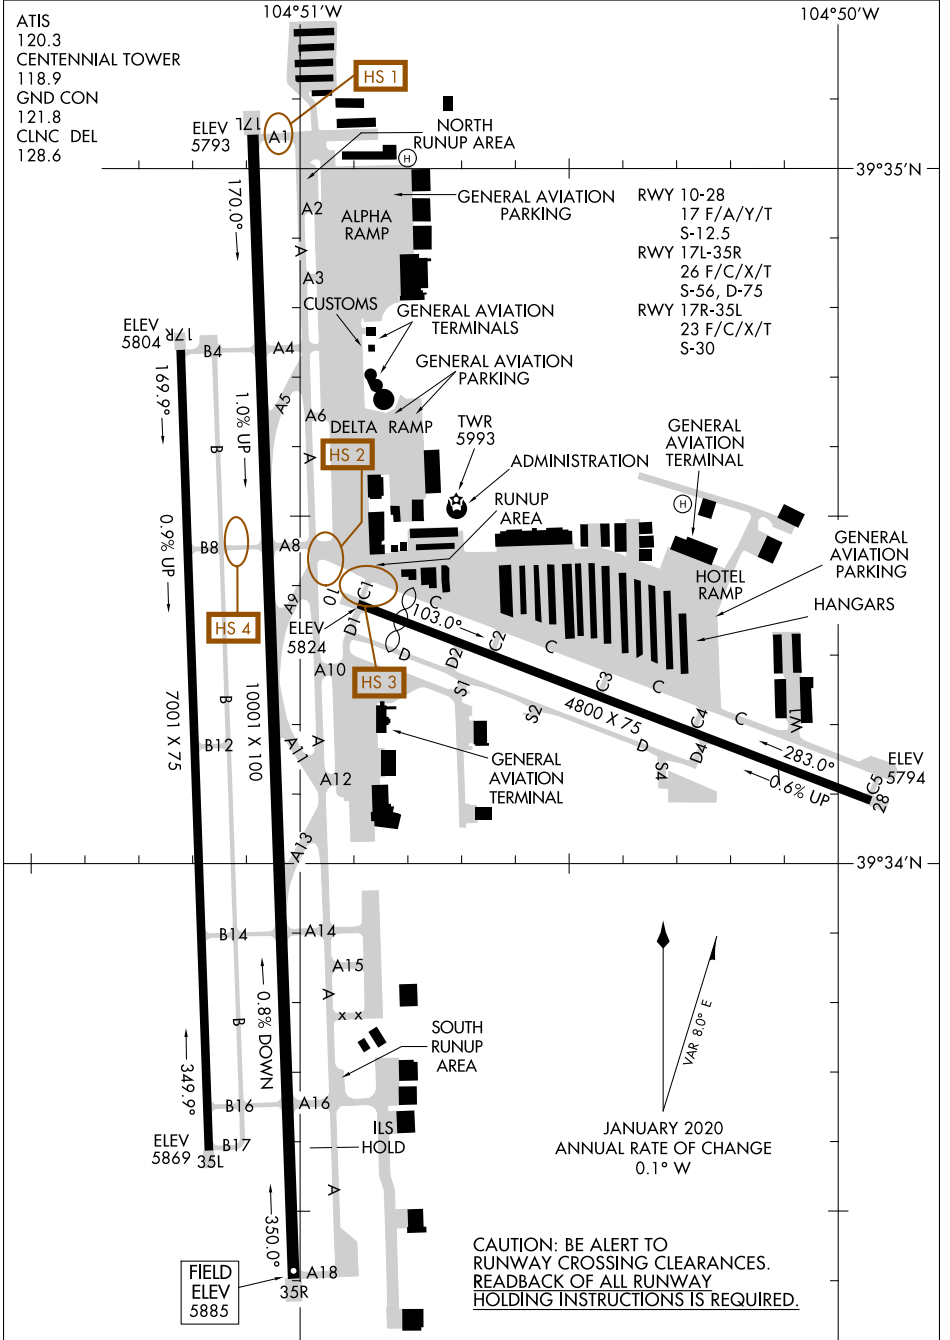 104°51'W
104°50'W
ATIS
120.3
CENTENNIAL TOWER
118.9
GND CON
121.8
CLNC DEL
128.6
HS 1
ELEV
5793
17L
A1
NORTH
RUNUP AREA
H
39°35'N
170.0°
A2
ALPHA
RAMP
GENERAL AVIATION
PARKING
RWY 10-28
17 F/A/Y/T
S-12.5
RWY 17L-35R
26 F/C/X/T
S-56, D-75
RWY 17R-35L
23 F/C/X/T
S-30
A
A3
CUSTOMS
GENERAL AVIATION
TERMINALS
ELEV
5804
17R
B4
A4
GENERAL AVIATION
PARKING
169.9°
1.0% UP
A5
A6
DELTA RAMP
TWR
5993
GENERAL
AVIATION
TERMINAL
B
A
HS 2
ADMINISTRATION
RUNUP
AREA
H
0.9% UP
B8
A8
GENERAL
AVIATION
PARKING
HOTEL
RAMP
HANGARS
A9
10
C1
C
HS 4
ELEV
5824
D1
103.0°
C2
D
D2
C
A10
HS 3
S1
C3
C
7001 X 75
10001 X 100
B
S2
4800 X 75
C4
C
W1
B12
A11
A
D
D4
283.0°
ELEV
5794
GENERAL
AVIATION
TERMINAL
A12
S4
0.6% UP
C5
28
A13
39°34'N
B14
A14
A15
A
X X
B
0.8% DOWN
SOUTH
RUNUP
AREA
VAR 8.0° E
349.9°
B16
A16
ILS
HOLD
JANUARY 2020
ANNUAL RATE OF CHANGE
0.1° W
ELEV
5869
35L
B17
A
350.0°
CAUTION: BE ALERT TO
RUNWAY CROSSING CLEARANCES.
READBACK OF ALL RUNWAY
HOLDING INSTRUCTIONS IS REQUIRED.
FIELD
ELEV
5885
A18
35R